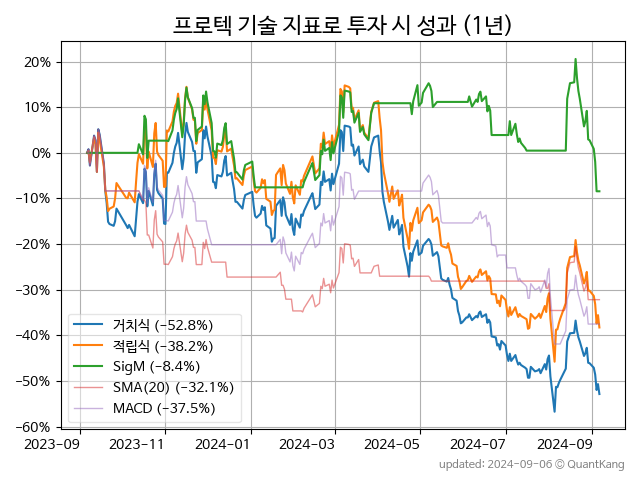 프로텍 기술 지표로 투자 시 성과 (1년)
20%
10%
0%
−10%
−20%
−30%
−40%
−50%
−60%
거치식 (−52.8%)
적립식 (−38.2%)
SigM (−8.4%)
SMA(20) (−32.1%)
MACD (−37.5%)
2023-09 2023-11 2024-01 2024-03 2024-05 2024-07 2024-09
updated: 2024-09-06 ⓒ QuantKang